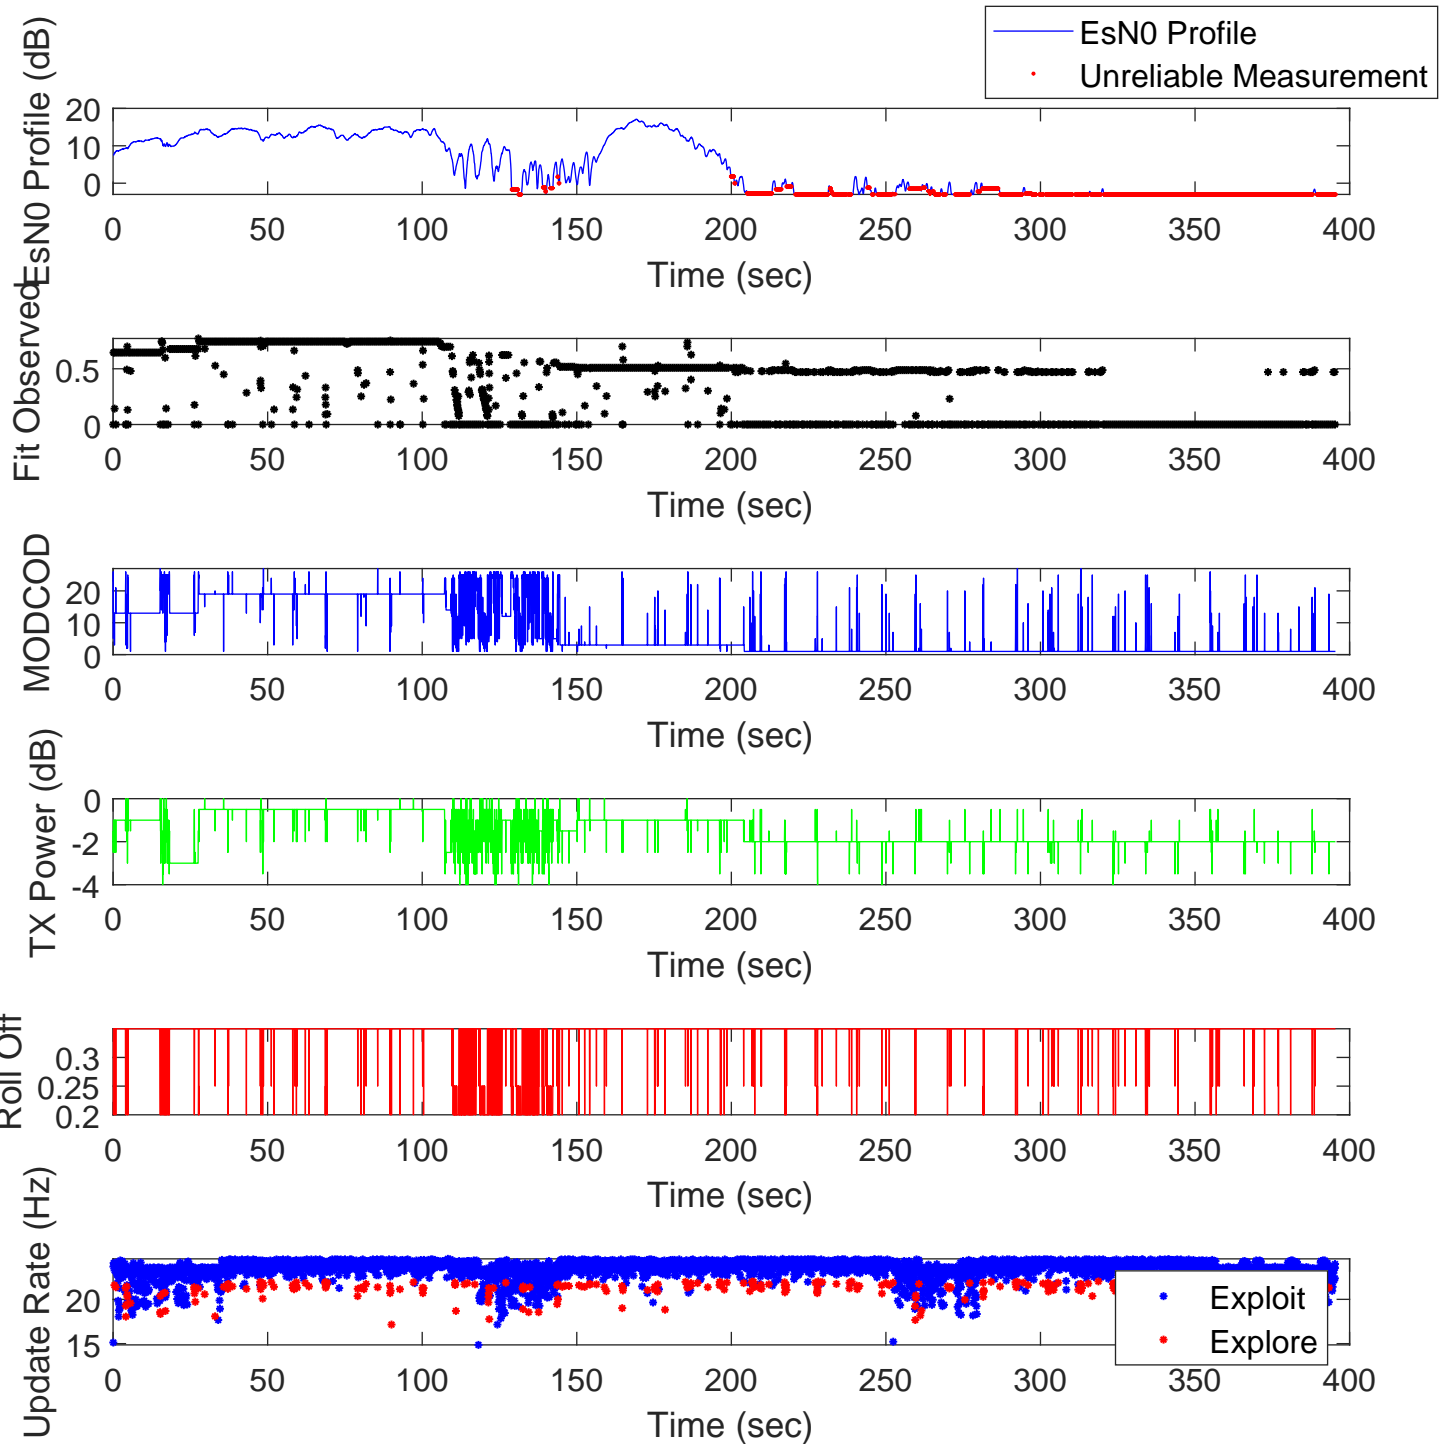 EsN0 Profile
Unreliable Measurement
EsN0 Profile (dB)
20
10
0
0 50 100 150 200 250 300 350 400
Time (sec)
Fit Observed
0.5
0
0 50 100 150 200 250 300 350 400
Time (sec)
MODCOD
20
10
0
0 50 100 150 200 250 300 350 400
Time (sec)
TX Power (dB)
0
-2
-4
0 50 100 150 200 250 300 350 400
Time (sec)
Roll Off
0.3
0.25
0.2
0 50 100 150 200 250 300 350 400
Time (sec)
Update Rate (Hz)
20
15
Exploit
Explore
0 50 100 150 200 250 300 350 400
Time (sec)